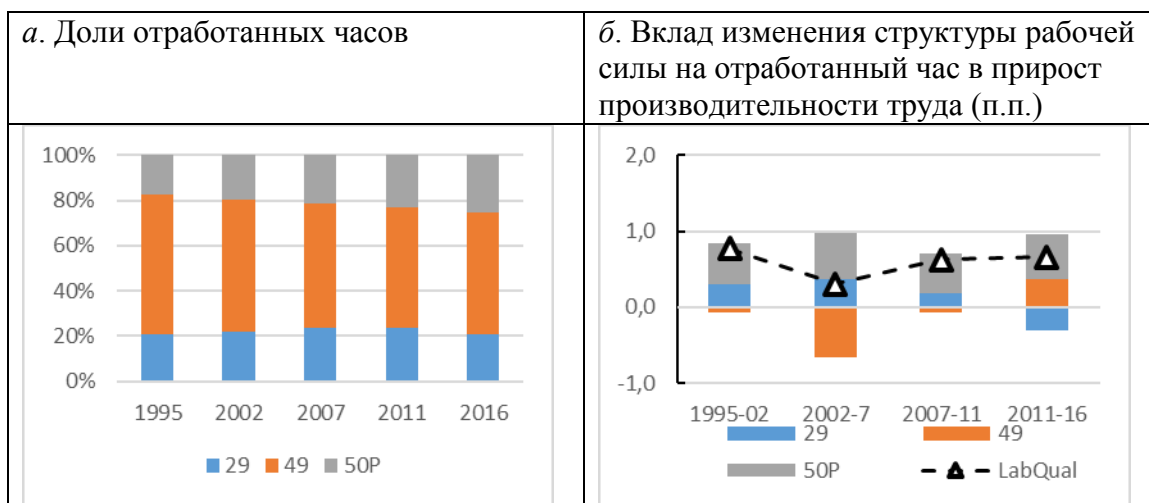 а. Доли отработанных часов
б. Вклад изменения структуры рабочей
силы на отработанный час в прирост
производительности труда (п.п.)
100%
80%
60%
40%
20%
0%
1995 2002 2007 2011 2016
29 49 50P
2,0
1,0
0,0
-1,0
1995-02 2002-7 2007-11 2011-16
29 49
50P LabQual